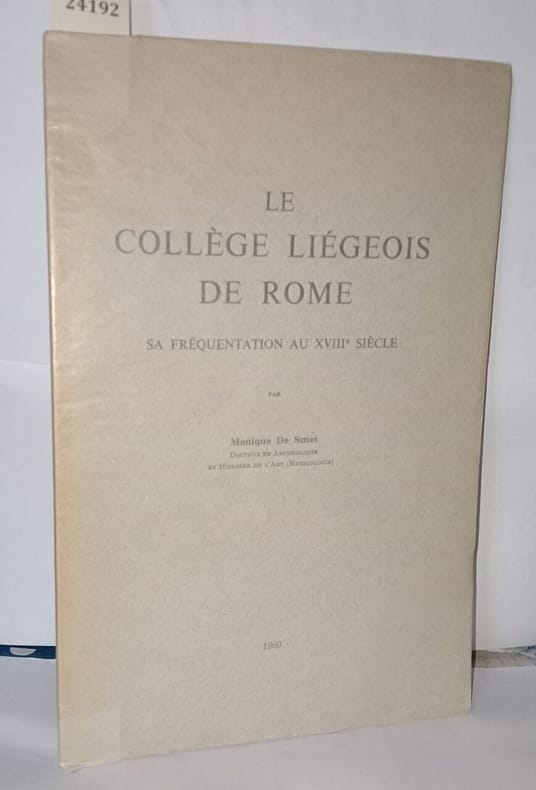 24192
LE
COLLÈGE LIÉGEOIS
DE ROME
SA FRÉQUENTATION AU XVIIIe SIÈCLE
PAR
Monique De Smet
DOCTEUR EN ARCHÉOLOGIE
ET HISTOIRE DE L'ART (MUSICOLOGIE)
1960